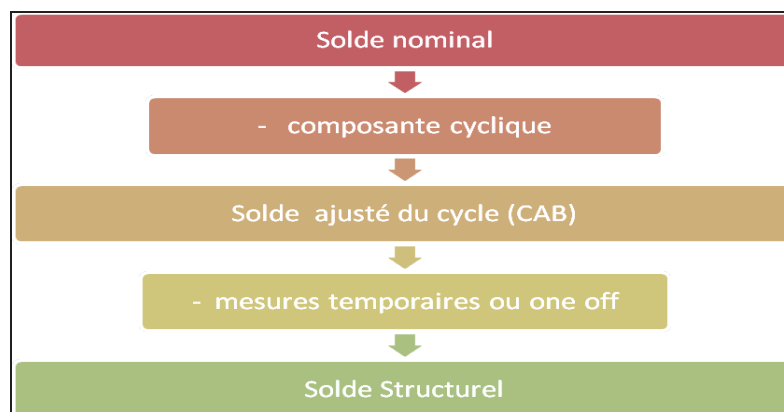 Solde nominal
- composante cyclique
Solde ajusté du cycle (CAB)
- mesures temporaires ou one off
Solde Structurel